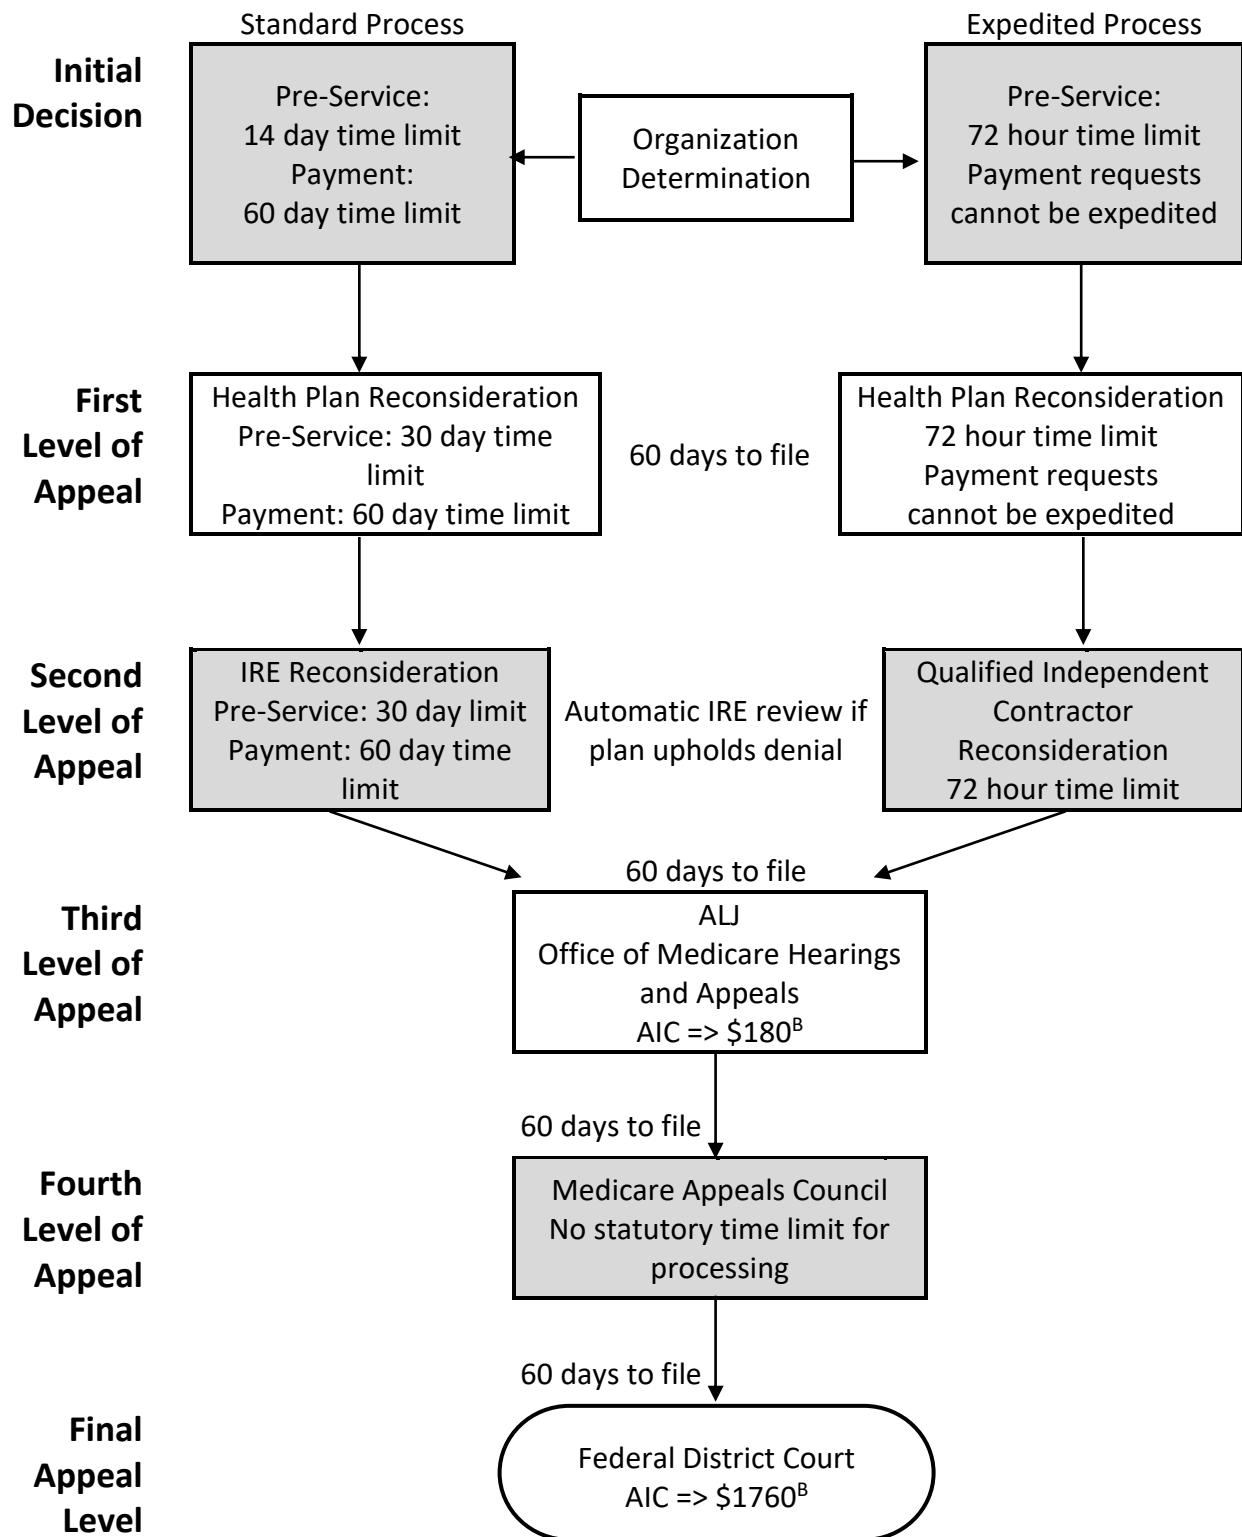 Standard Process
Expedited Process
Initial
Decision
Pre-Service:
14 day time limit
Payment:
60 day time limit
Organization
Determination
Pre-Service:
72 hour time limit
Payment requests
cannot be expedited
First
Level of
Appeal
Health Plan Reconsideration
Pre-Service: 30 day time
limit
Payment: 60 day time limit
60 days to file
Health Plan Reconsideration
72 hour time limit
Payment requests
cannot be expedited
Second
Level of
Appeal
IRE Reconsideration
Pre-Service: 30 day limit
Payment: 60 day time
limit
Automatic IRE review if
plan upholds denial
Qualified Independent
Contractor
Reconsideration
72 hour time limit
60 days to file
Third
Level of
Appeal
ALJ
Office of Medicare Hearings
and Appeals
AIC => $180ᴮ
60 days to file
Fourth
Level of
Appeal
Medicare Appeals Council
No statutory time limit for
processing
60 days to file
Final
Appeal
Level
Federal District Court
AIC => $1760ᴮ